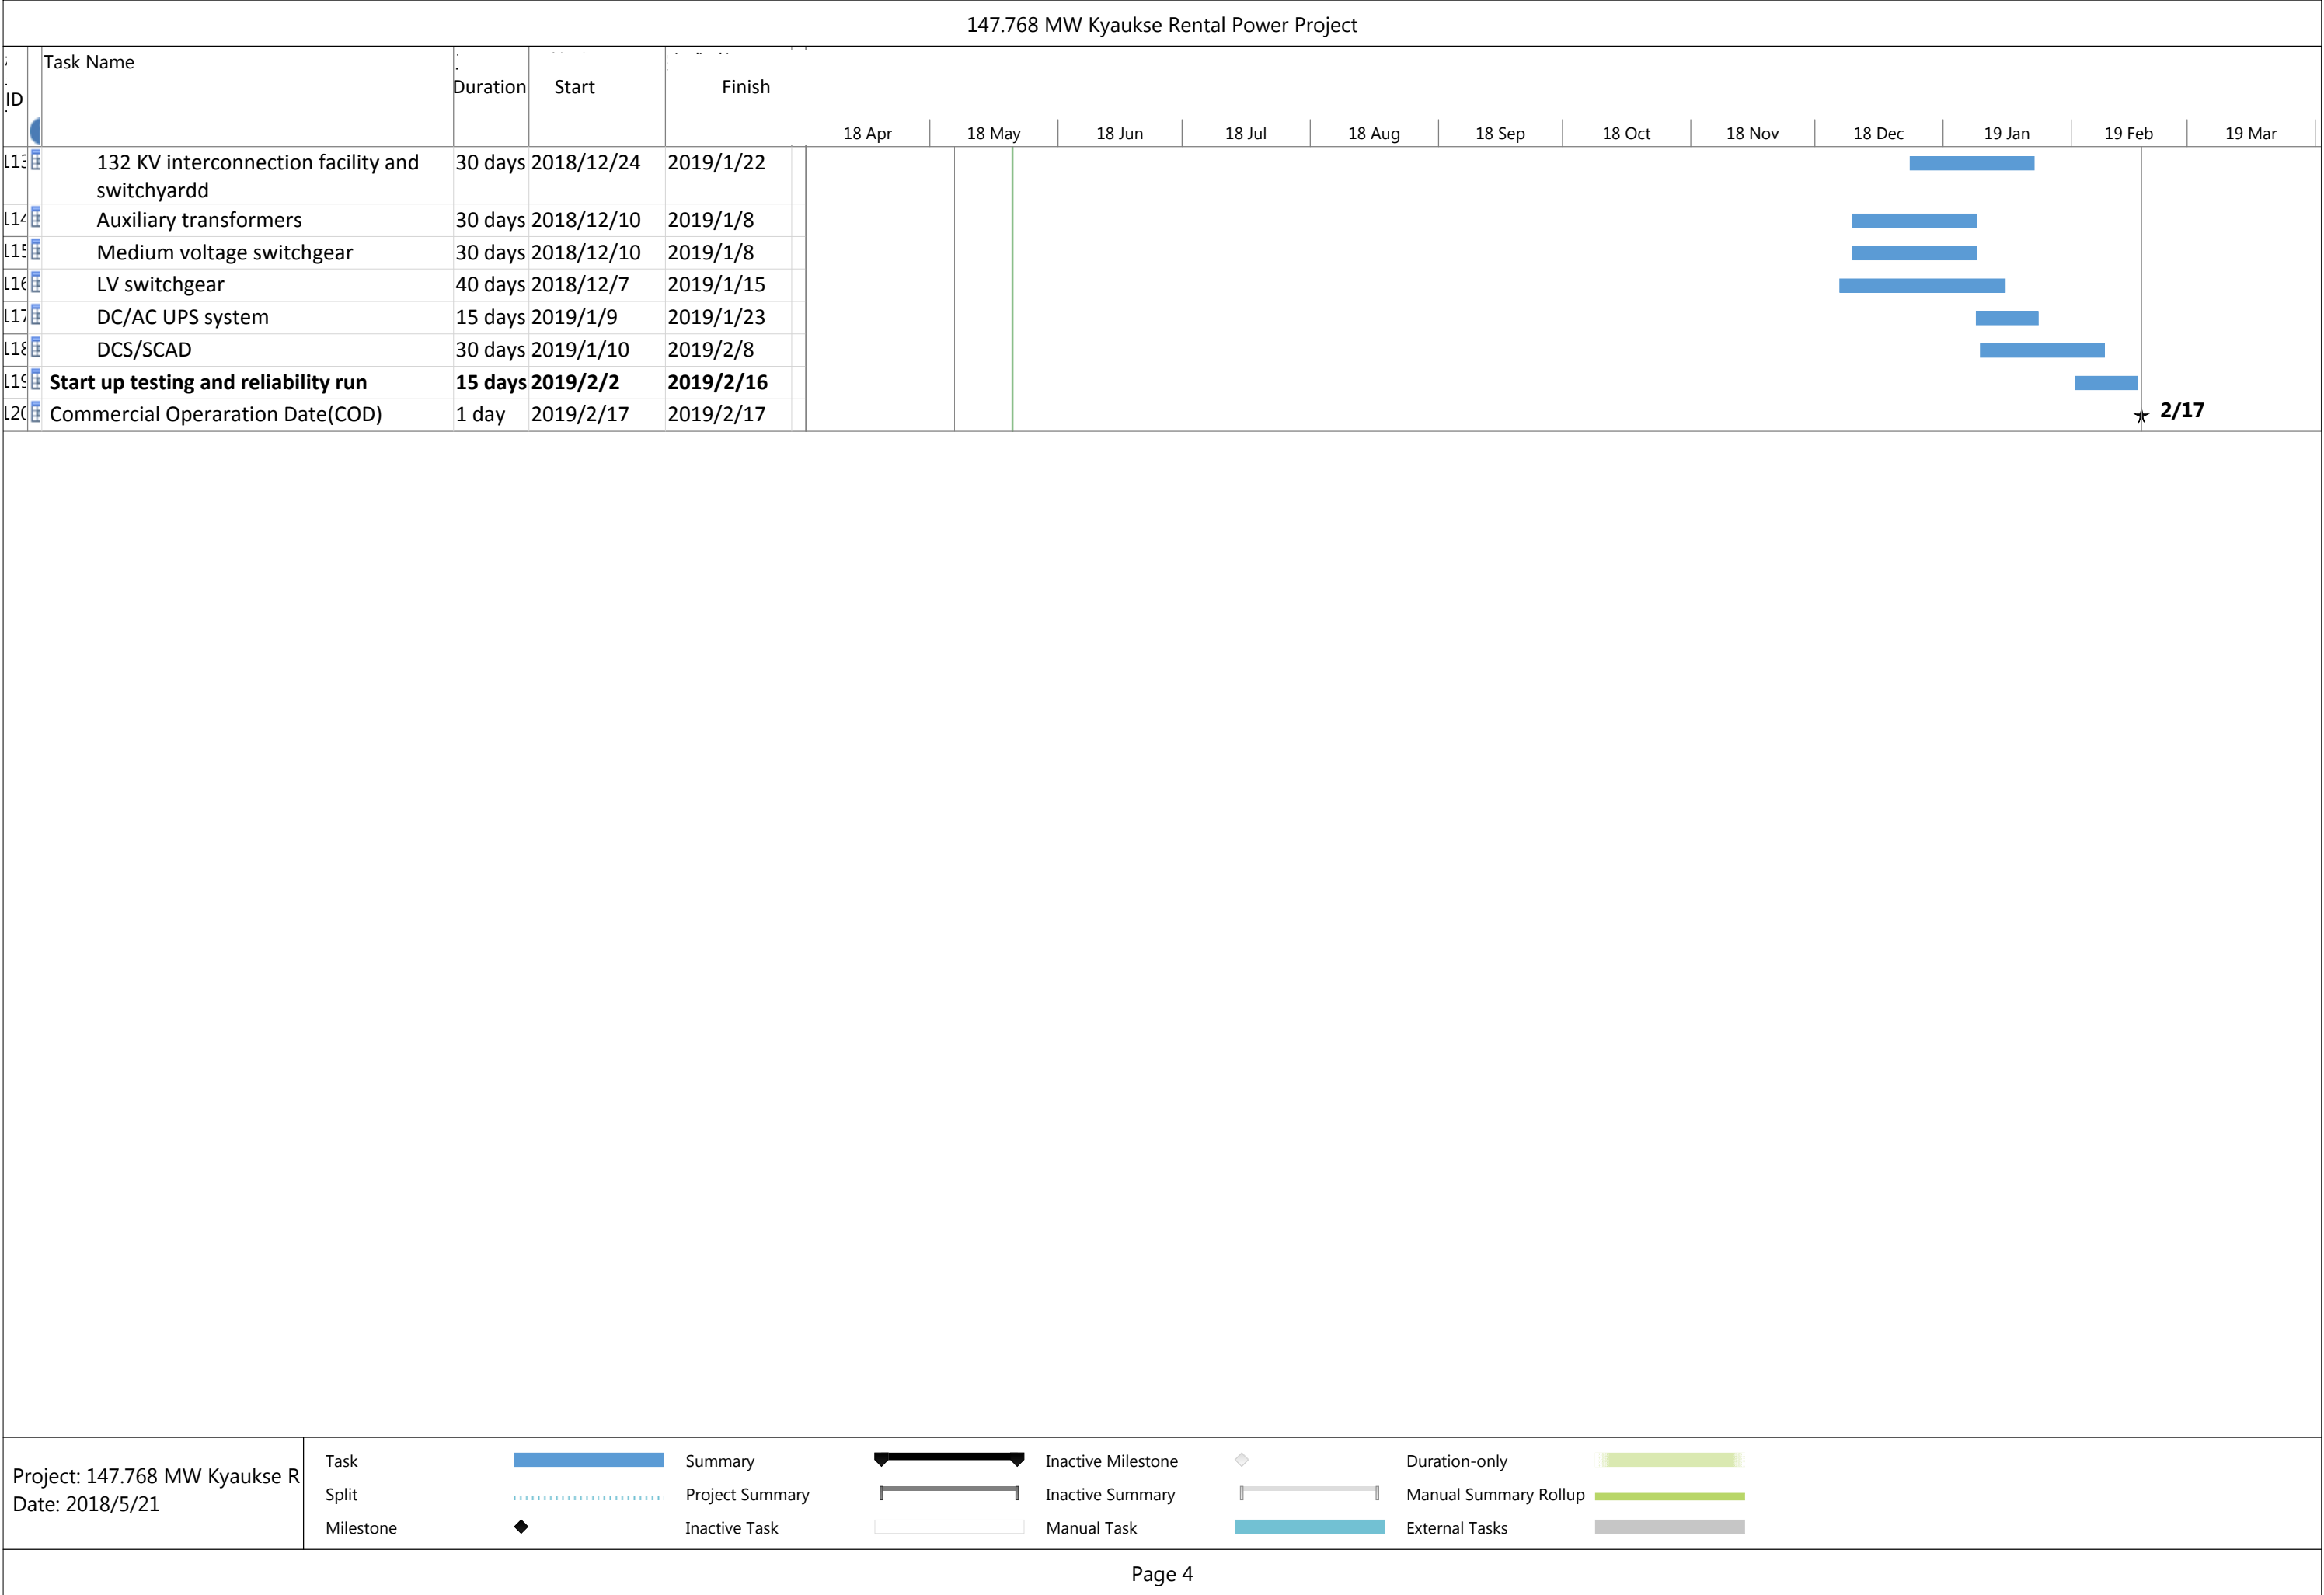 147.768 MW Kyaukse Rental Power Project
ID Task Name Duration Start Finish
18 Apr 18 May 18 Jun 18 Jul 18 Aug 18 Sep 18 Oct 18 Nov 18 Dec 19 Jan 19 Feb 19 Mar
113 132 KV interconnection facility and 30 days 2018/12/24 2019/1/22
switchyardd
114 Auxiliary transformers 30 days 2018/12/10 2019/1/8
115 Medium voltage switchgear 30 days 2018/12/10 2019/1/8
116 LV switchgear 40 days 2018/12/7 2019/1/15
117 DC/AC UPS system 15 days 2019/1/9 2019/1/23
118 DCS/SCAD 30 days 2019/1/10 2019/2/8
119 Start up testing and reliability run 15 days 2019/2/2 2019/2/16
120 Commercial Operaration Date(COD) 1 day 2019/2/17 2019/2/17 2/17
Project: 147.768 MW Kyaukse R
Date: 2018/5/21
Task Summary Inactive Milestone Duration-only
Split Project Summary Inactive Summary Manual Summary Rollup
Milestone Inactive Task Manual Task External Tasks
Page 4